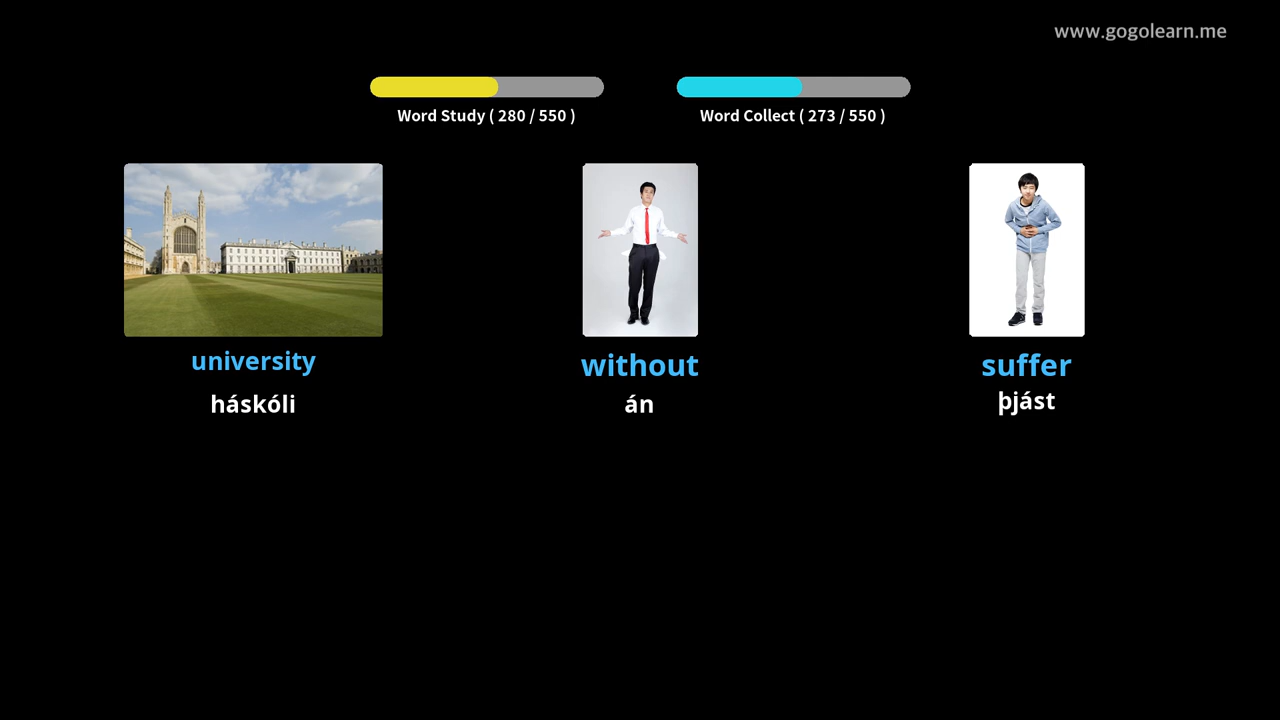 www.gogolearn.me
Word Study ( 280 / 550 )
Word Collect ( 273 / 550 )
university
without
suffer
háskóli
án
þjást